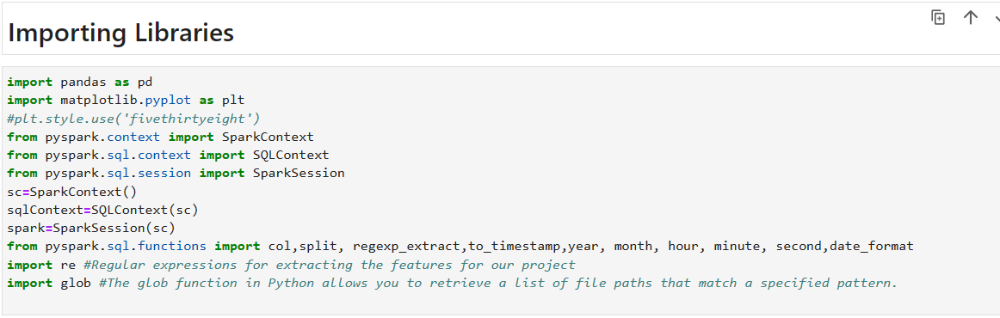 Importing Libraries
import pandas as pd
import matplotlib.pyplot as plt
#plt.style.use('fivethirtyeight')
from pyspark.context import SparkContext
from pyspark.sql.context import SQLContext
from pyspark.sql.session import SparkSession
sc=SparkContext()
sqlContext=SQLContext(sc)
spark=SparkSession(sc)
from pyspark.sql.functions import col,split, regexp_extract,to_timestamp,year, month, hour, minute, second,date_format
import re #Regular expressions for extracting the features for our project
import glob #The glob function in Python allows you to retrieve a list of file paths that match a specified pattern.